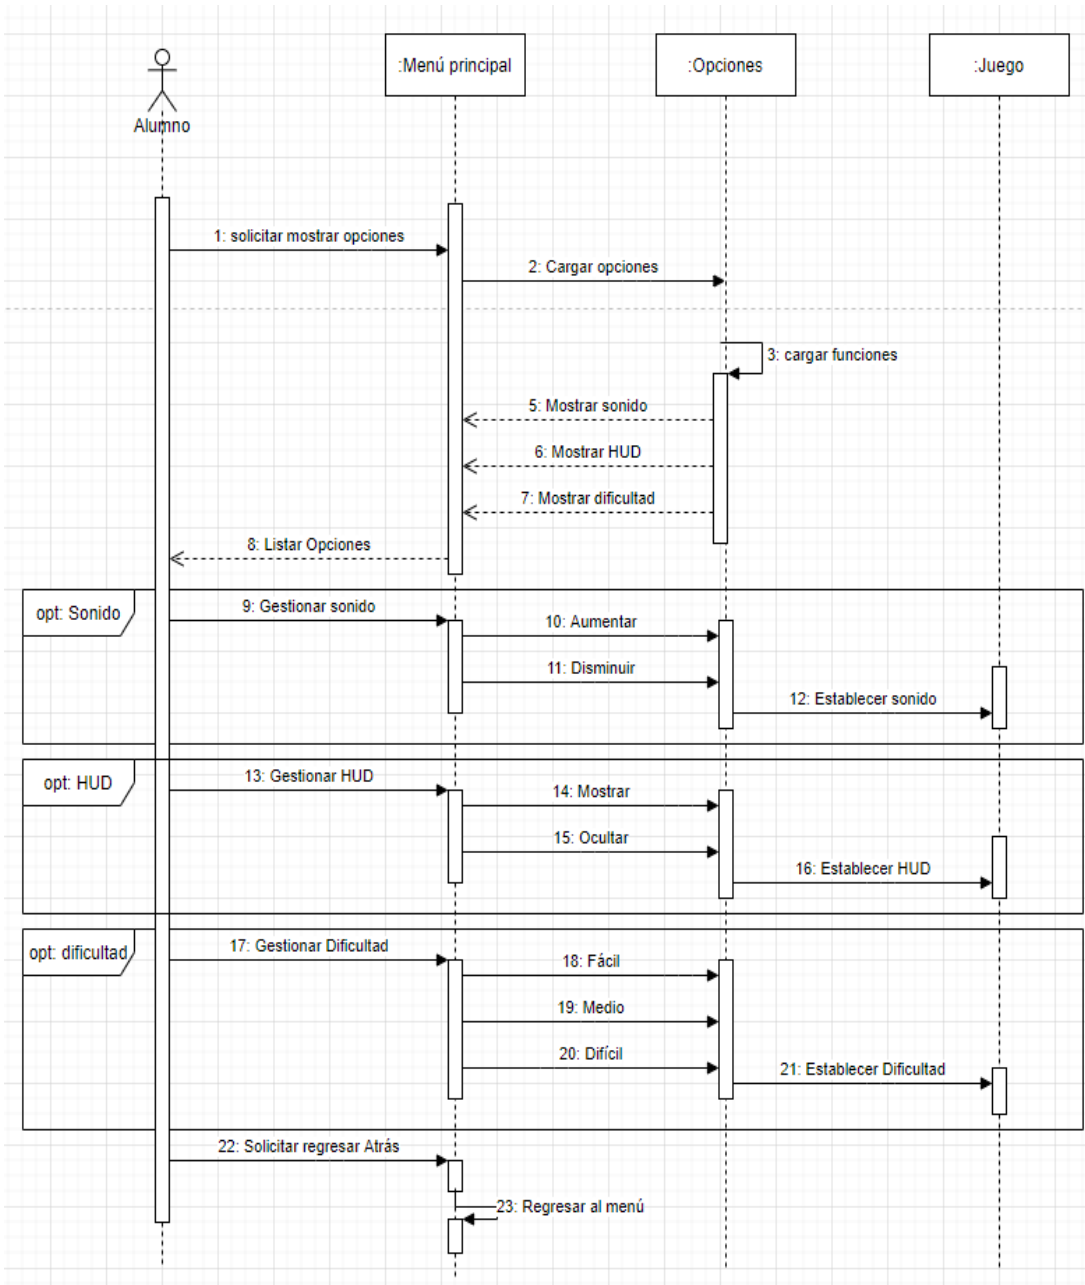 :Menú principal
:Opciones
:Juego
Alumno
1: solicitar mostrar opciones
2: Cargar opciones
3: cargar funciones
5: Mostrar sonido
6: Mostrar HUD
7: Mostrar dificultad
8: Listar Opciones
opt: Sonido
9: Gestionar sonido
10: Aumentar
11: Disminuir
12: Establecer sonido
opt: HUD
13: Gestionar HUD
14: Mostrar
15: Ocultar
16: Establecer HUD
opt: dificultad
17: Gestionar Dificultad
18: Fácil
19: Medio
20: Difícil
21: Establecer Dificultad
22: Solicitar regresar Atrás
23: Regresar al menú